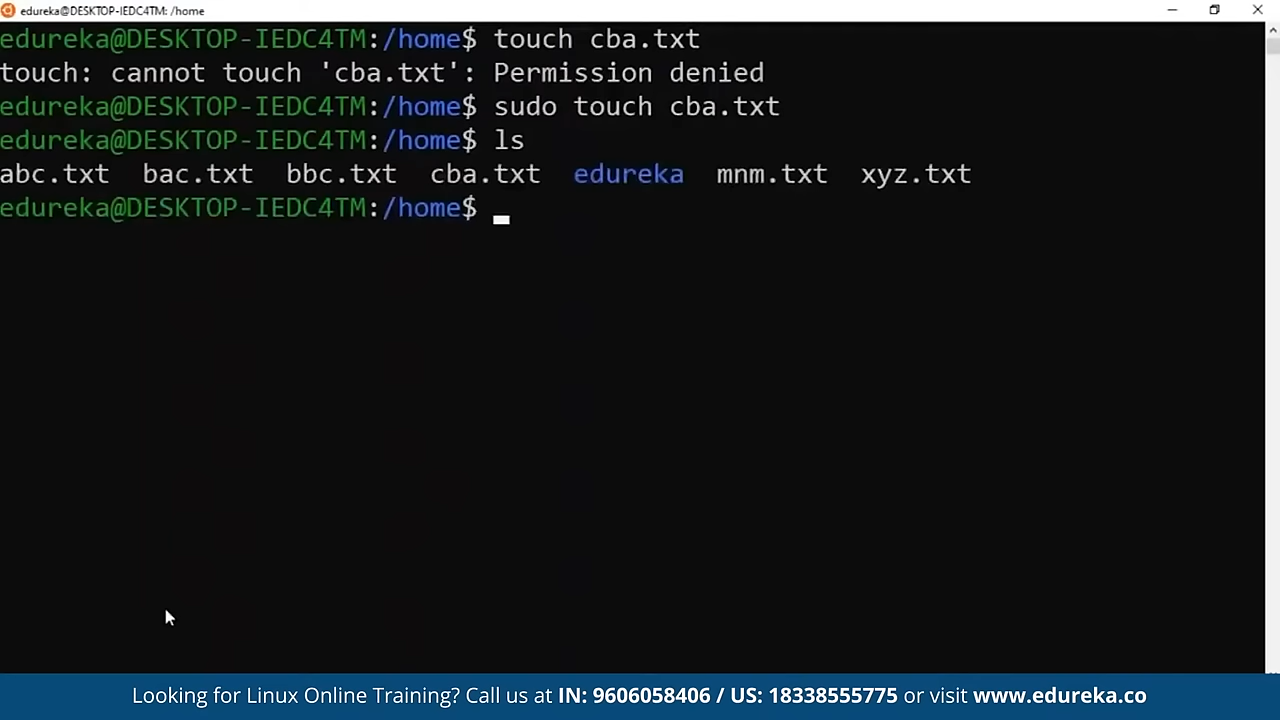 edureka@DESKTOP-IEDC4TM: /home
edureka@DESKTOP-IEDC4TM:/home$ touch cba.txt
touch: cannot touch 'cba.txt': Permission denied
edureka@DESKTOP-IEDC4TM:/home$ sudo touch cba.txt
edureka@DESKTOP-IEDC4TM:/home$ ls
abc.txt  bac.txt  bbc.txt  cba.txt  edureka  mnm.txt  xyz.txt
edureka@DESKTOP-IEDC4TM:/home$
Looking for Linux Online Training? Call us at IN: 9606058406 / US: 18338555775 or visit www.edureka.co